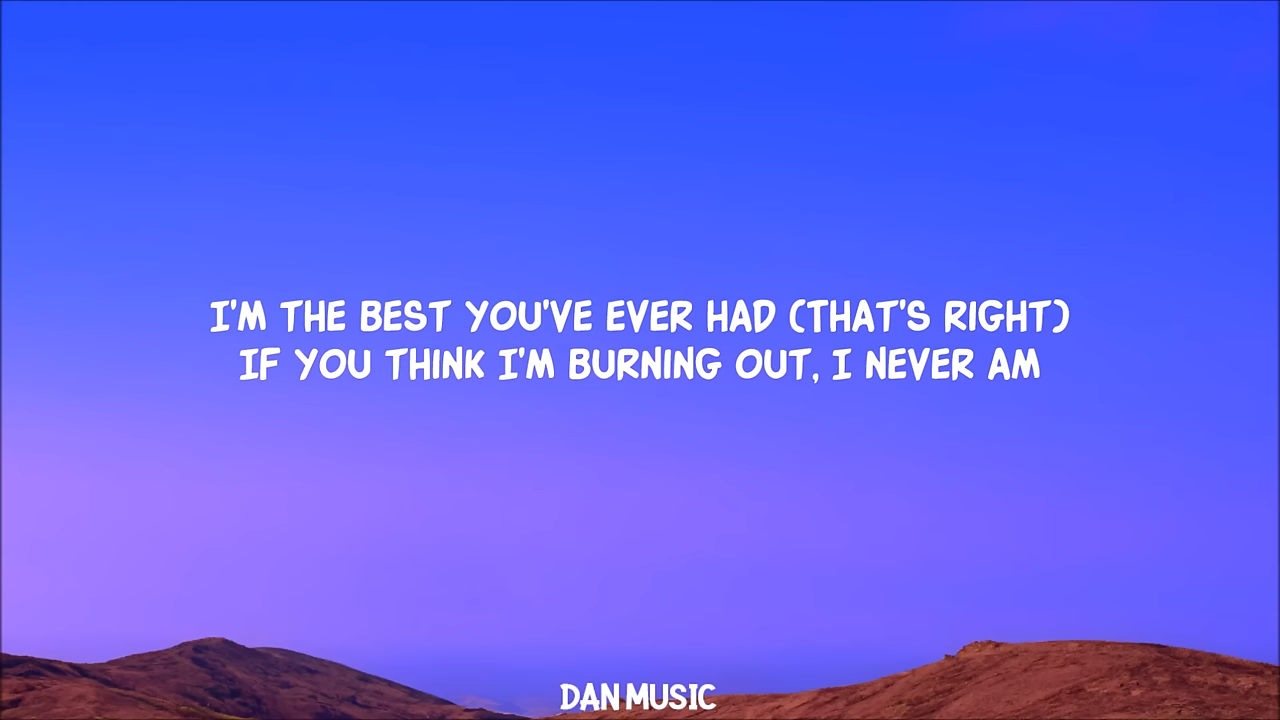 I'M THE BEST YOU'VE EVER HAD (THAT'S RIGHT)
IF YOU THINK I'M BURNING OUT, I NEVER AM
DAN MUSIC